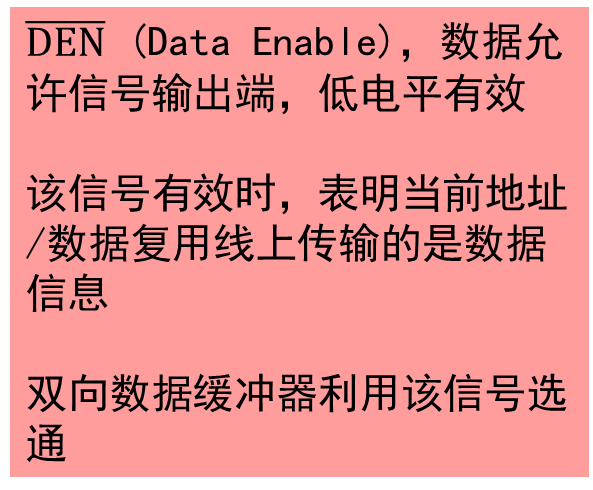 D̅E̅N̅ (Data Enable)，数据允
许信号输出端，低电平有效
该信号有效时，表明当前地址
/数据复用线上传输的是数据
信息
双向数据缓冲器利用该信号选
通